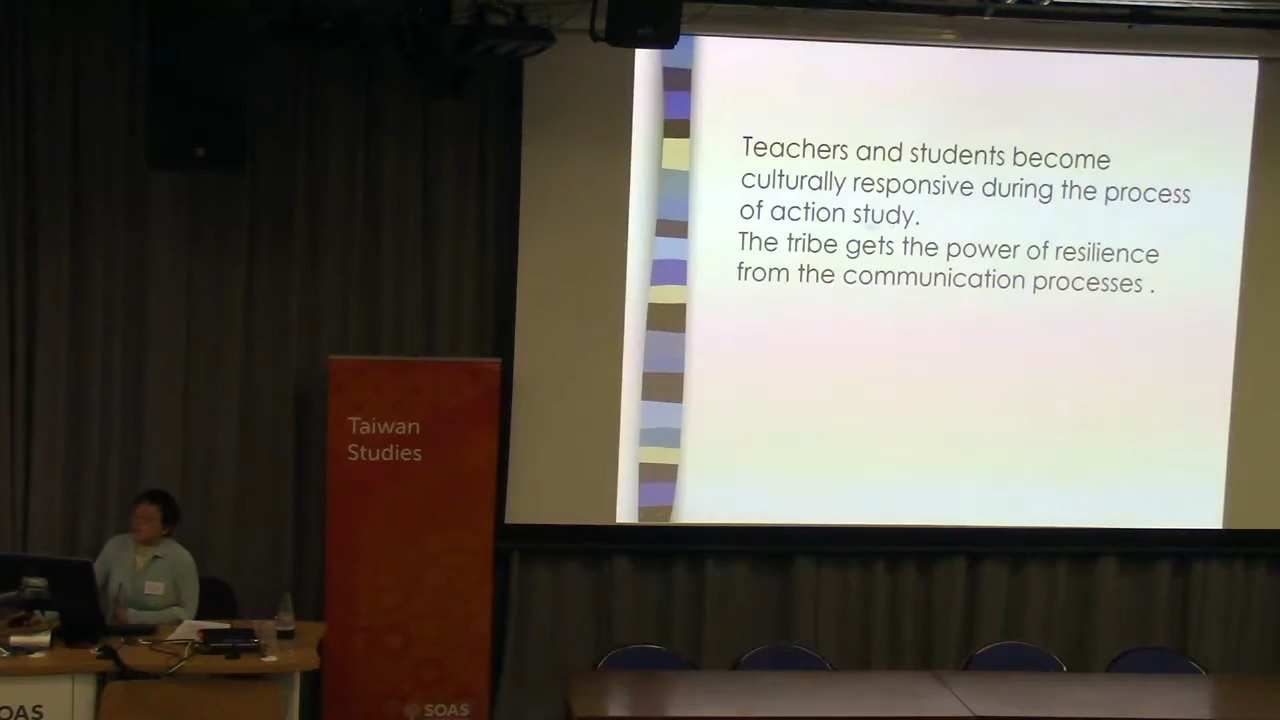 Teachers and students become
culturally responsive during the process
of action study.
The tribe gets the power of resilience
from the communication processes .
Taiwan
Studies
SOAS
OAS